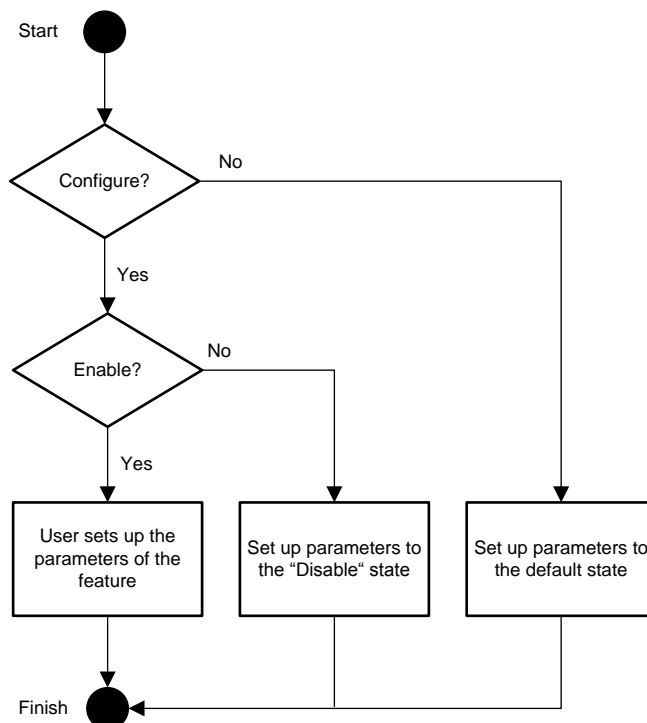 Start
No
Configure?
Yes
No
Enable?
Yes
User sets up the
parameters of the
feature
Set up parameters to
the “Disable“ state
Set up parameters to
the default state
Finish